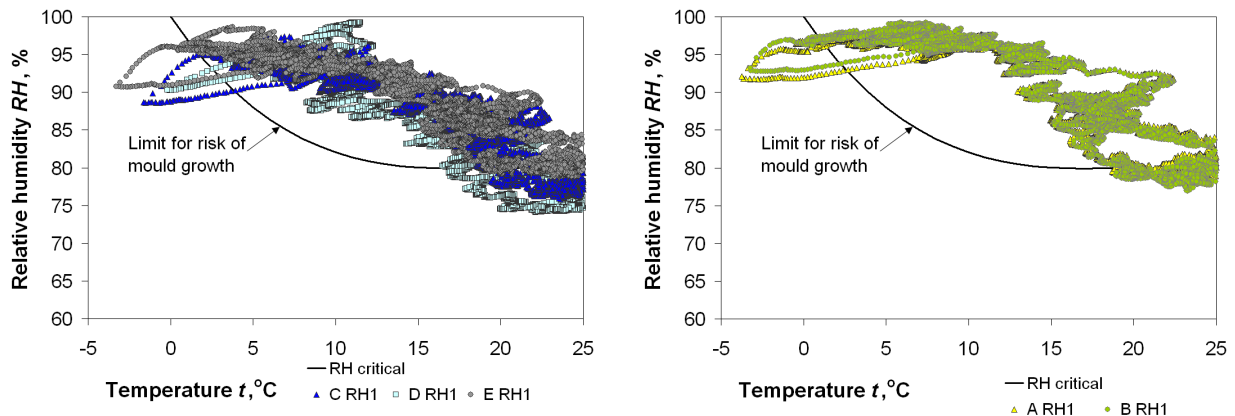 Relative humidity RH, %
100
95
90
85
80
75
70
65
60
Limit for risk of
mould growth
-5 0 5 10 15 20 25
Temperature t,°C
RH critical
C RH1 D RH1 E RH1
Relative humidity RH, %
100
95
90
85
80
75
70
65
60
Limit for risk of
mould growth
-5 0 5 10 15 20 25
Temperature t,°C
RH critical
A RH1 B RH1